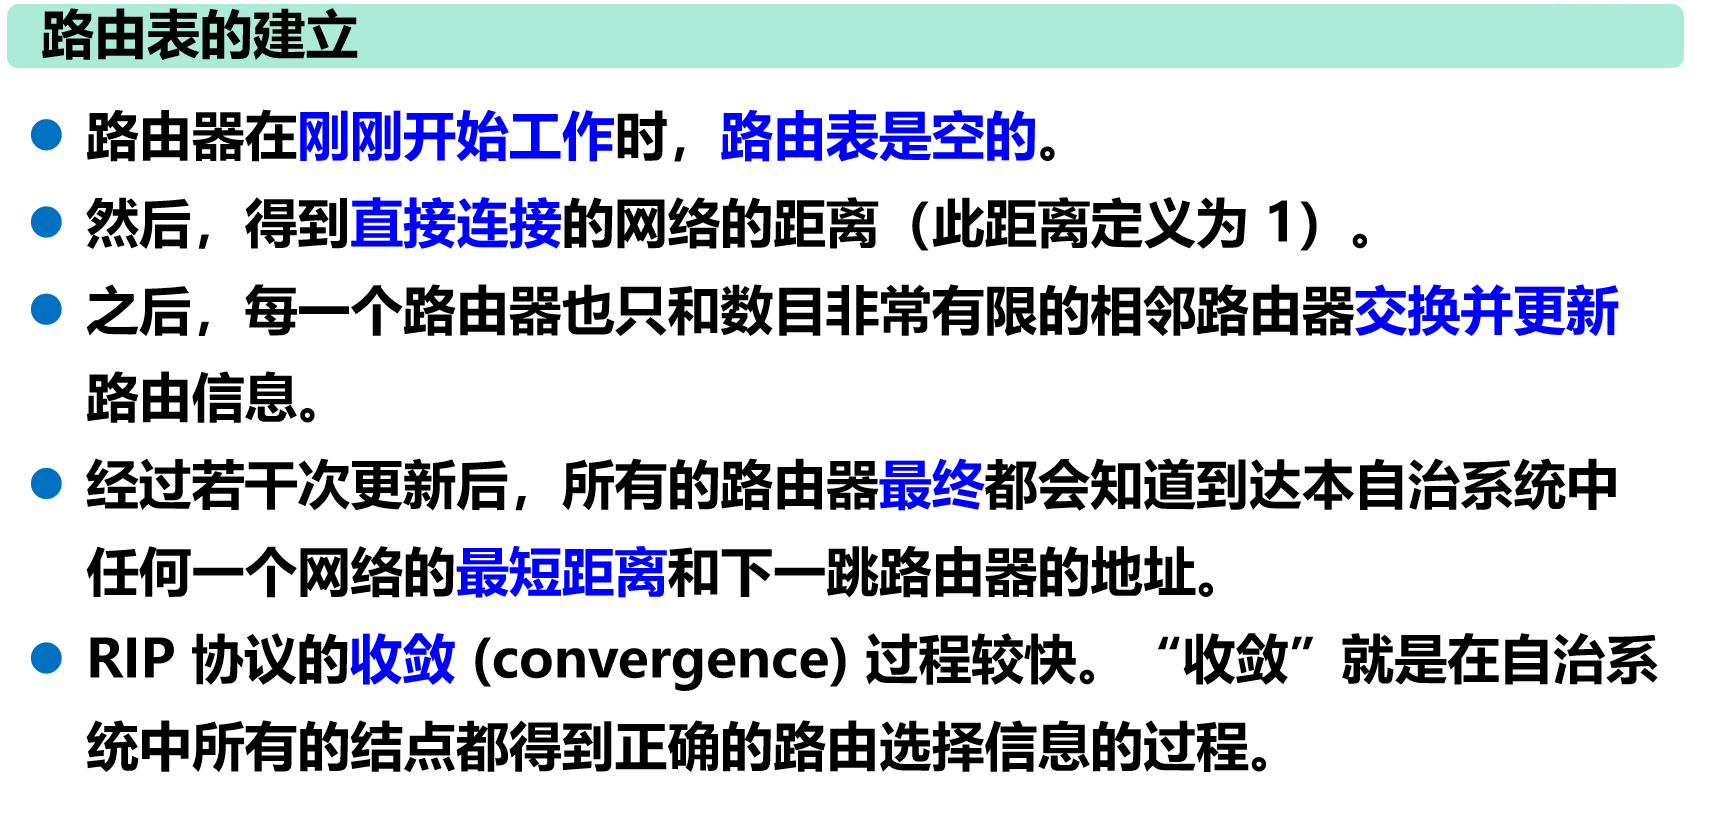 路由表的建立
路由器在刚刚开始工作时，路由表是空的。
然后，得到直接连接的网络的距离（此距离定义为 1）。
之后，每一个路由器也只和数目非常有限的相邻路由器交换并更新
路由信息。
经过若干次更新后，所有的路由器最终都会知道到达本自治系统中
任何一个网络的最短距离和下一跳路由器的地址。
RIP 协议的收敛 (convergence) 过程较快。“收敛”就是在自治系
统中所有的结点都得到正确的路由选择信息的过程。